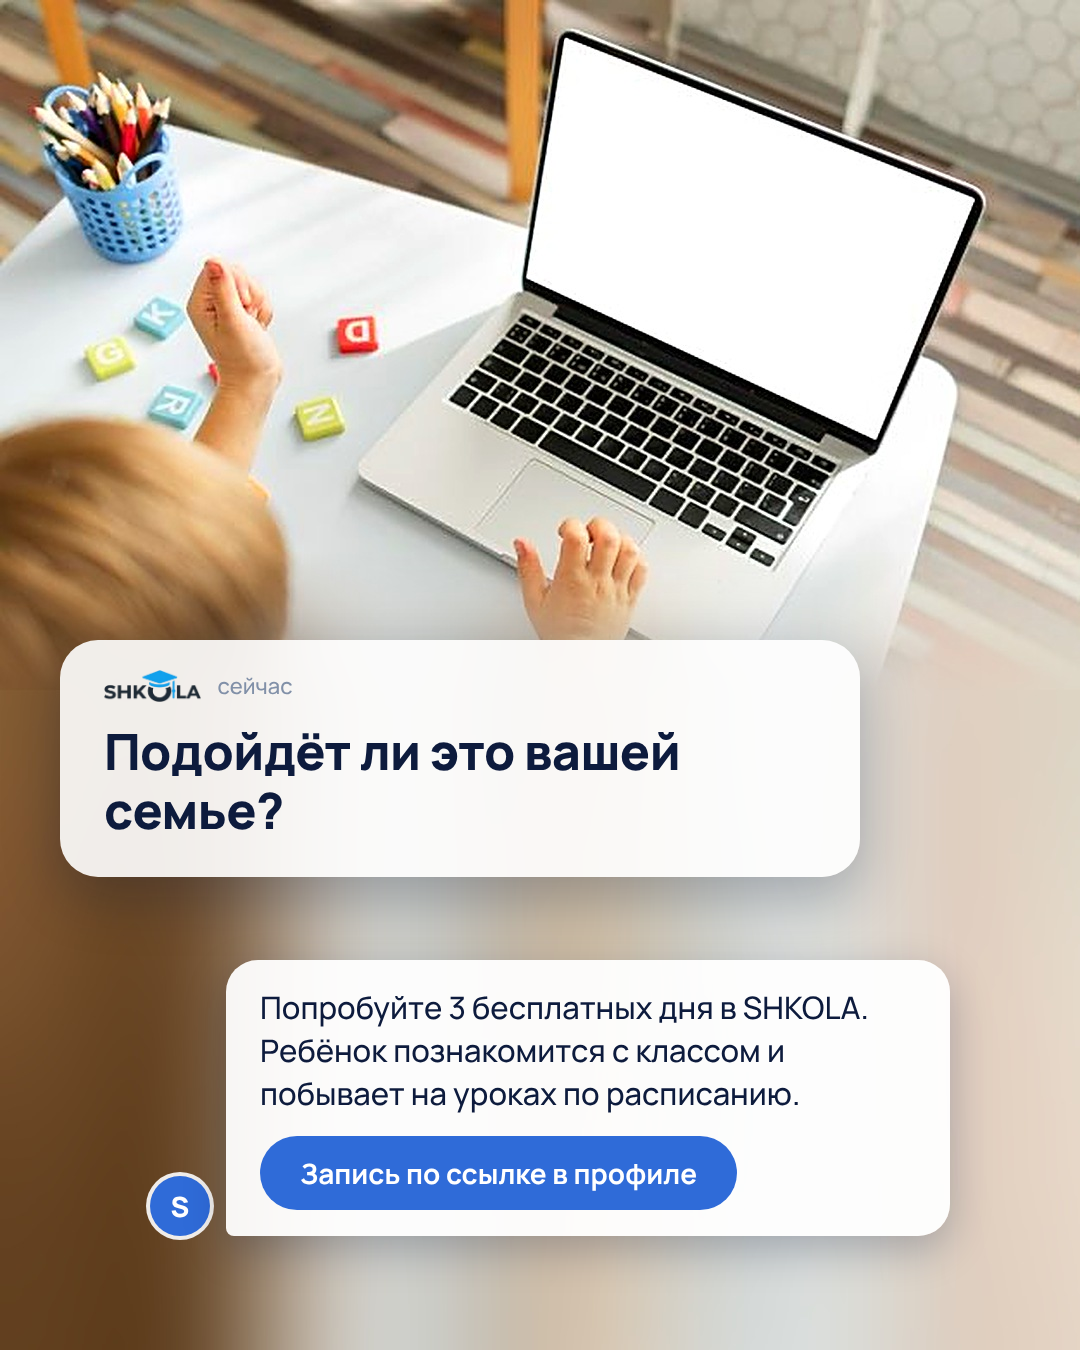 K
G
D
R
N
SHKOLA сейчас
Подойдёт ли это вашей
семье?
Попробуйте 3 бесплатных дня в SHKOLA.
Ребёнок познакомится с классом и
побывает на уроках по расписанию.
Запись по ссылке в профиле
S